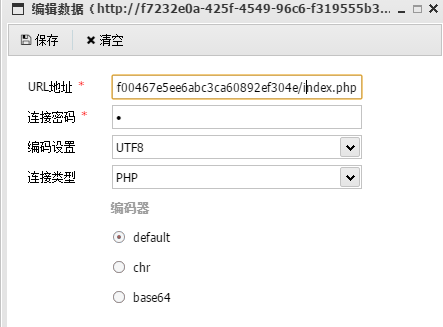 编辑数据 (http://f7232e0a-425f-4549-96c6-f319555b3...
保存 清空
URL地址 * f00467e5ee6abc3ca60892ef304e/index.php
连接密码 * •
编码设置 UTF8
连接类型 PHP
编码器
default
chr
base64